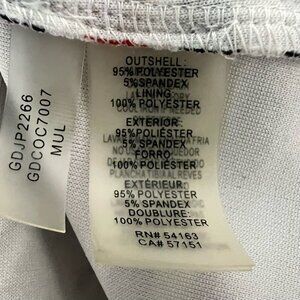 GDJP2266
GDCOC7007
MUL
OUTSHELL:
95% POLYESTER
5% SPANDEX
LINING
100% POLYESTER
EXTERIOR
95% POLIÉSTER
5% SPANDEX
FORRO
100% POLIÉSTER
EXTÉRIEUR:
95% POLYESTER
5% SPANDEX
DOUBLURE:
100% POLYESTER
RN# 54163
CA# 57151